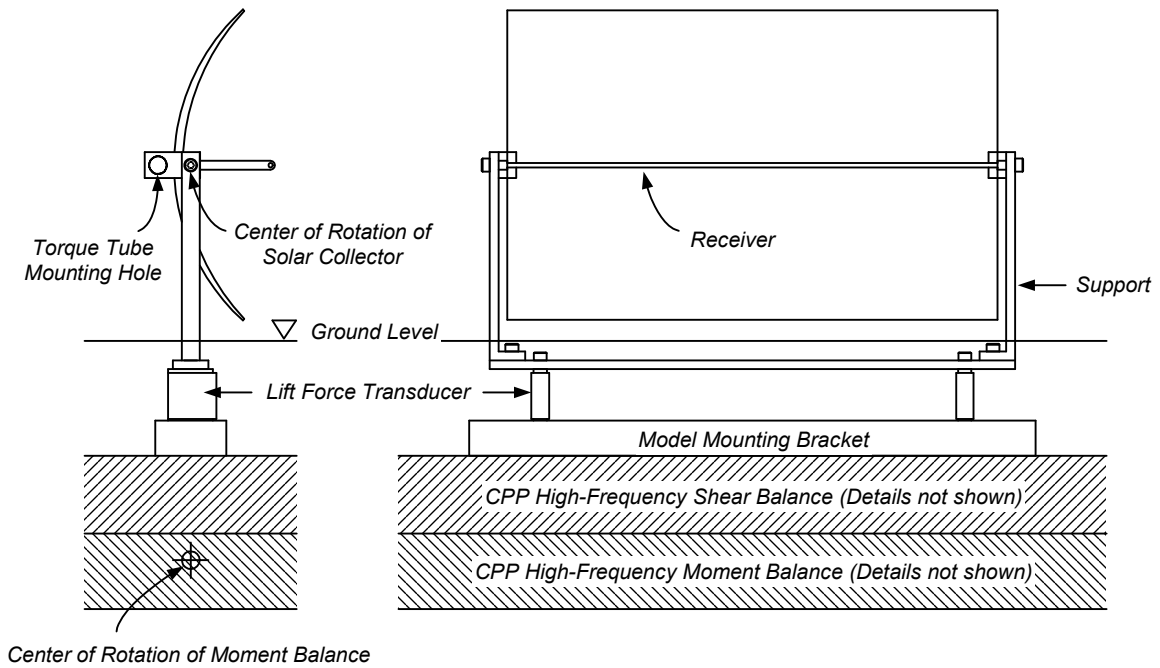 Torque Tube
Mounting Hole
Center of Rotation of
Solar Collector
Receiver
Support
Ground Level
Lift Force Transducer
Model Mounting Bracket
CPP High-Frequency Shear Balance (Details not shown)
CPP High-Frequency Moment Balance (Details not shown)
Center of Rotation of Moment Balance